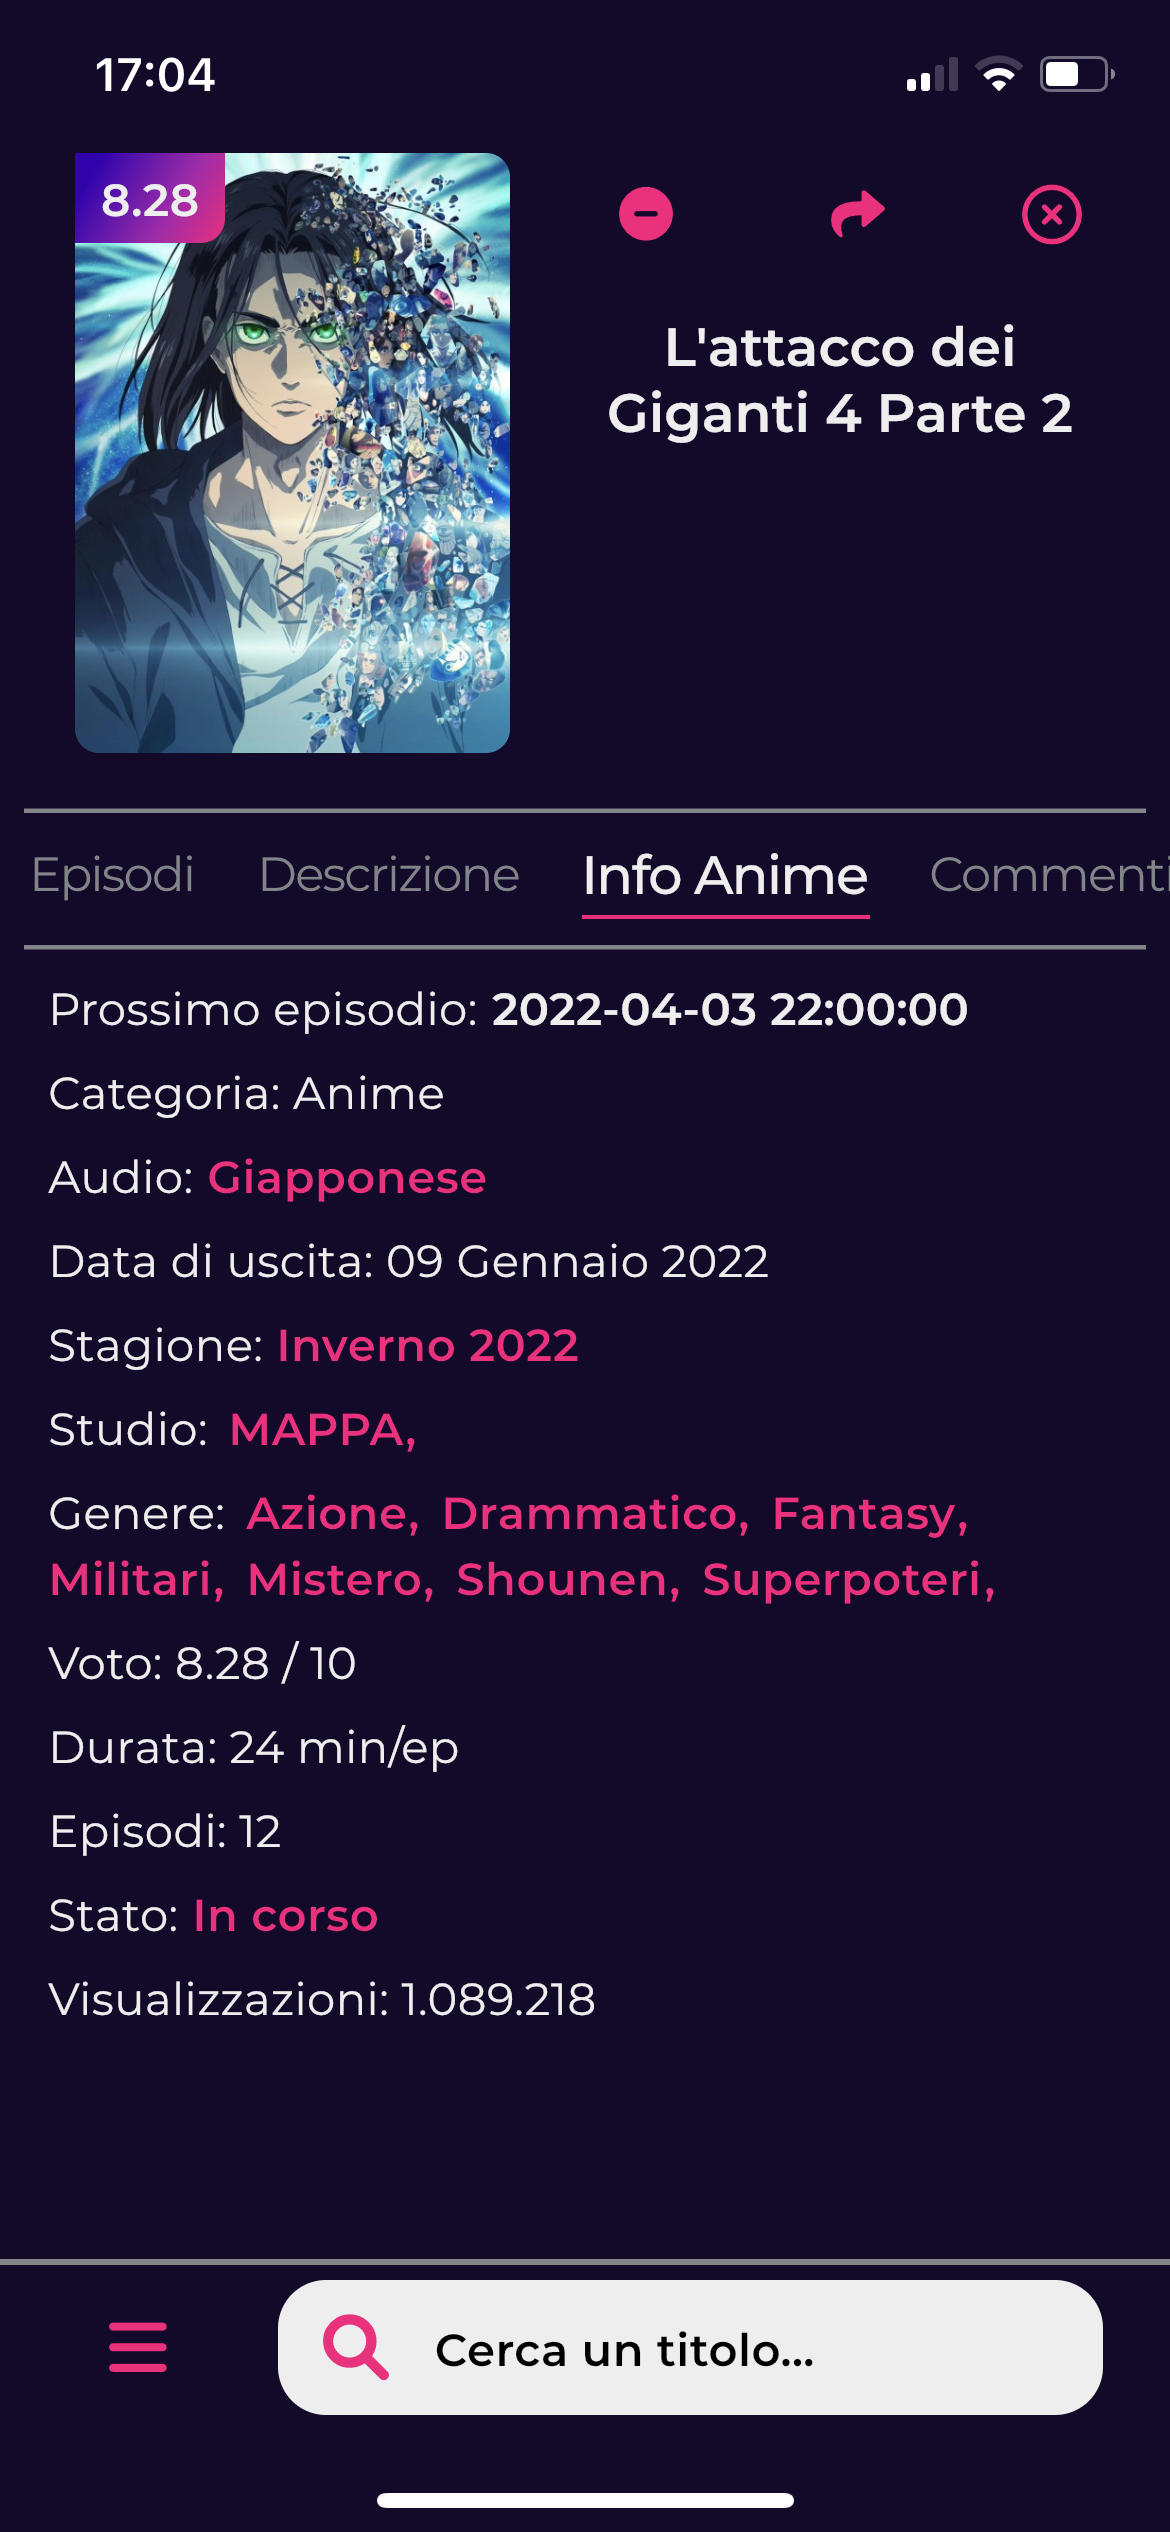 17:04
8.28
L'attacco dei
Giganti 4 Parte 2
Episodi Descrizione Info Anime Commenti
Prossimo episodio: 2022-04-03 22:00:00
Categoria: Anime
Audio: Giapponese
Data di uscita: 09 Gennaio 2022
Stagione: Inverno 2022
Studio: MAPPA,
Genere: Azione, Drammatico, Fantasy,
Militari, Mistero, Shounen, Superpoteri,
Voto: 8.28 / 10
Durata: 24 min/ep
Episodi: 12
Stato: In corso
Visualizzazioni: 1.089.218
Cerca un titolo...